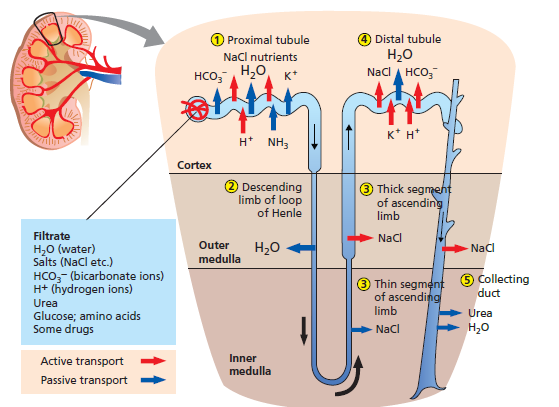 ① Proximal tubule
NaCl nutrients
HCO₃⁻ H₂O K⁺
H⁺ NH₃
④ Distal tubule
H₂O
NaCl HCO₃⁻
K⁺ H⁺
Cortex
② Descending
limb of loop
of Henle
③ Thick segment
of ascending
limb
NaCl
Outer
medulla
H₂O
NaCl
③ Thin segment
of ascending
limb
NaCl
⑤ Collecting
duct
Urea
H₂O
Inner
medulla
Filtrate
H₂O (water)
Salts (NaCl etc.)
HCO₃⁻ (bicarbonate ions)
H+ (hydrogen ions)
Urea
Glucose; amino acids
Some drugs
Active transport
Passive transport